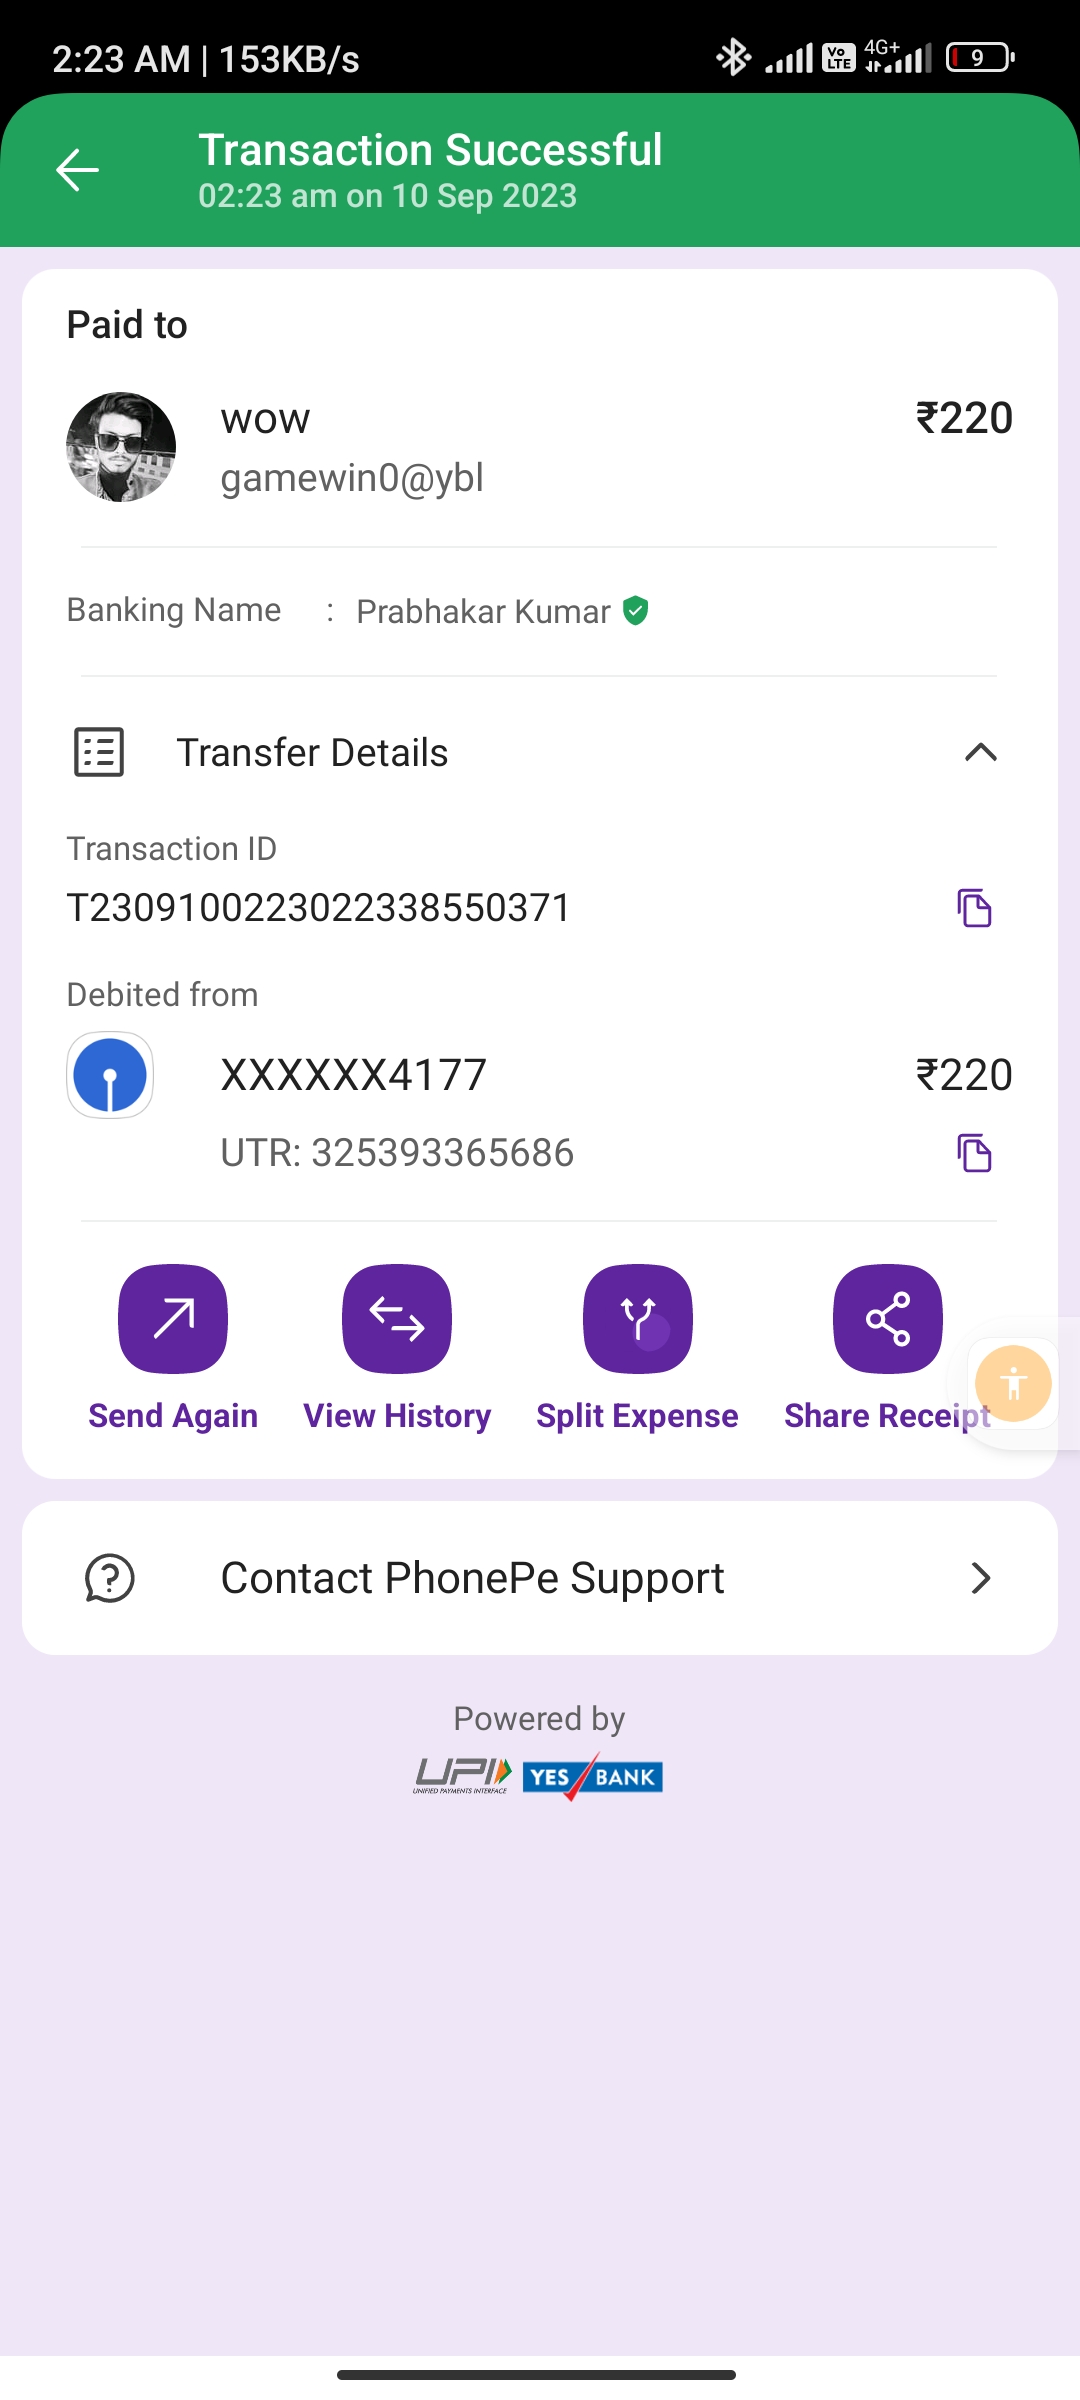 2:23 AM | 153KB/s
Vo LTE 4G+ 9
Transaction Successful
02:23 am on 10 Sep 2023
Paid to
wow ₹220
gamewin0@ybl
Banking Name : Prabhakar Kumar
Transfer Details
Transaction ID
T2309100223022338550371
Debited from
XXXXXX4177 ₹220
UTR: 325393365686
Send Again View History Split Expense Share Receipt
Contact PhonePe Support
Powered by
UPI YES BANK
UNIFIED PAYMENTS INTERFACE